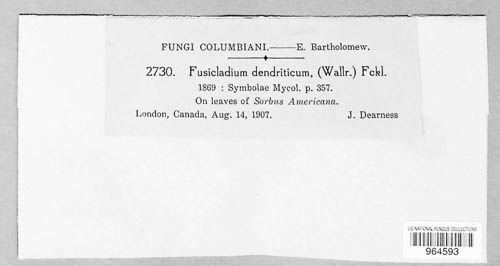 FUNGI COLUMBIANI.——E. Bartholomew.
2730. Fusicladium dendriticum, (Wallr.) Fckl.
1869 : Symbolae Mycol. p. 357.
On leaves of Sorbus Americana.
London, Canada, Aug. 14, 1907. J. Dearness
US NATIONAL FUNGUS COLLECTIONS
964593